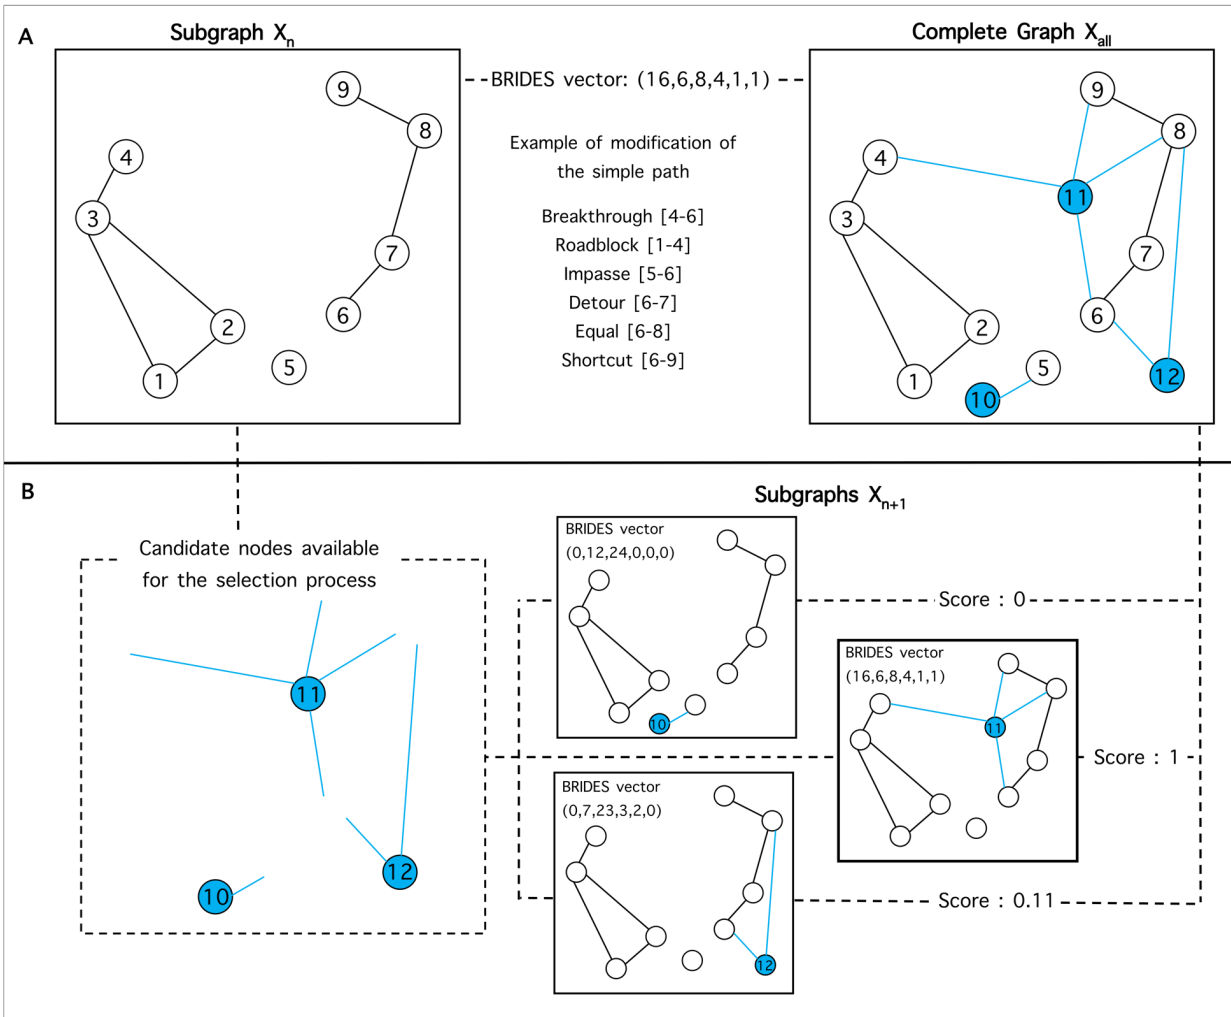 A
Subgraph Xn
Complete Graph Xall
BRIDES vector: (16,6,8,4,1,1)
Example of modification of
the simple path
Breakthrough [4-6]
Roadblock [1-4]
Impasse [5-6]
Detour [6-7]
Equal [6-8]
Shortcut [6-9]
9
8
4
3
7
6
2
5
1
9
8
4
11
3
7
6
2
5
1
12
10
B
Subgraphs Xn+1
Candidate nodes available
for the selection process
11
12
10
BRIDES vector
(0,12,24,0,0,0)
10
Score : 0
BRIDES vector
(16,6,8,4,1,1)
11
Score : 1
BRIDES vector
(0,7,23,3,2,0)
12
Score : 0.11